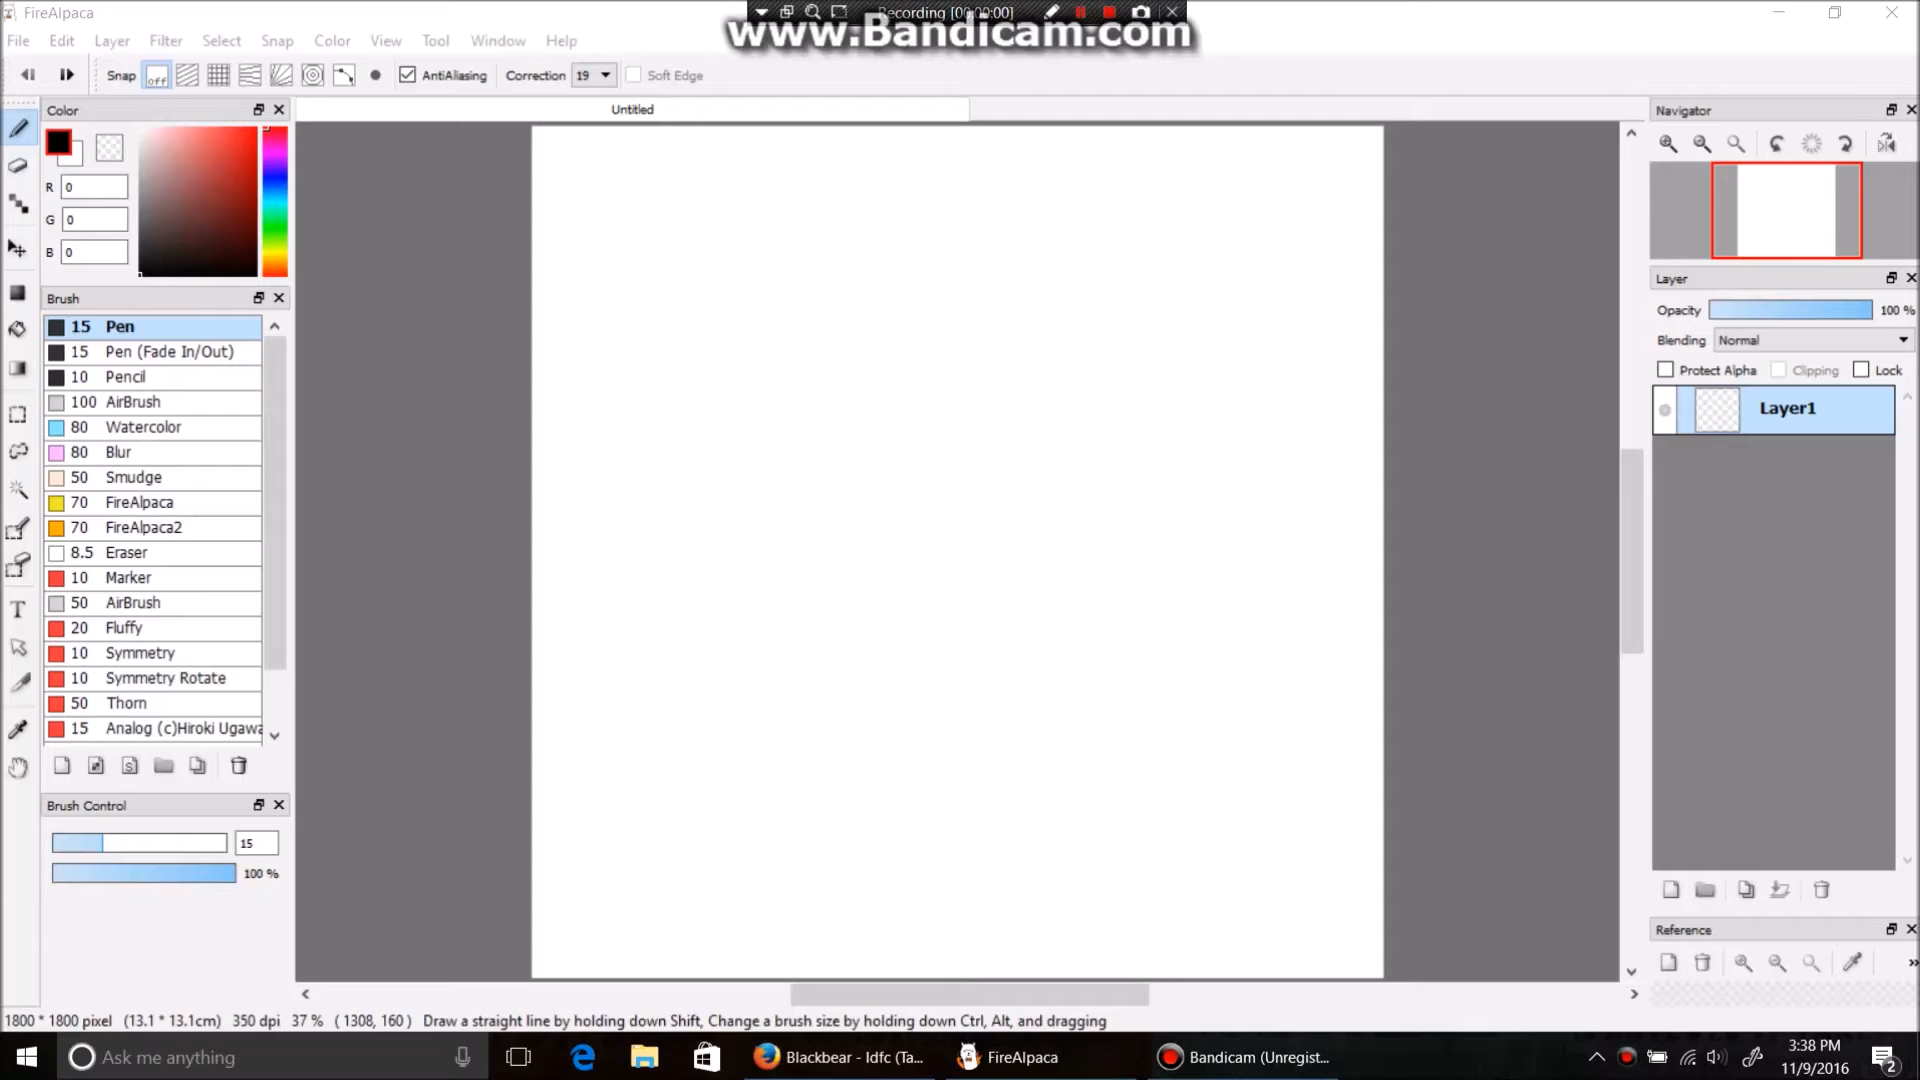 FireAlpaca
Recording [00:00:00]
www.Bandicam.com
File Edit Layer Filter Select Snap Color View Tool Window Help
Snap off AntiAliasing Correction 19 Soft Edge
Color
Untitled
Navigator
R 0
G 0
B 0
Layer
Brush
Opacity 100 %
15 Pen
Blending Normal
15 Pen (Fade In/Out)
Protect Alpha Clipping Lock
10 Pencil
100 AirBrush
Layer1
80 Watercolor
80 Blur
50 Smudge
70 FireAlpaca
70 FireAlpaca2
8.5 Eraser
10 Marker
50 AirBrush
20 Fluffy
10 Symmetry
10 Symmetry Rotate
50 Thorn
15 Analog (c)Hiroki Ugawa
Brush Control
15
100 %
Reference
1800 * 1800 pixel (13.1 * 13.1cm) 350 dpi 37 % ( 1308, 160 ) Draw a straight line by holding down Shift, Change a brush size by holding down Ctrl, Alt, and dragging
Ask me anything
Blackbear - Idfc (Ta...
FireAlpaca
Bandicam (Unregist...
3:38 PM
11/9/2016
2